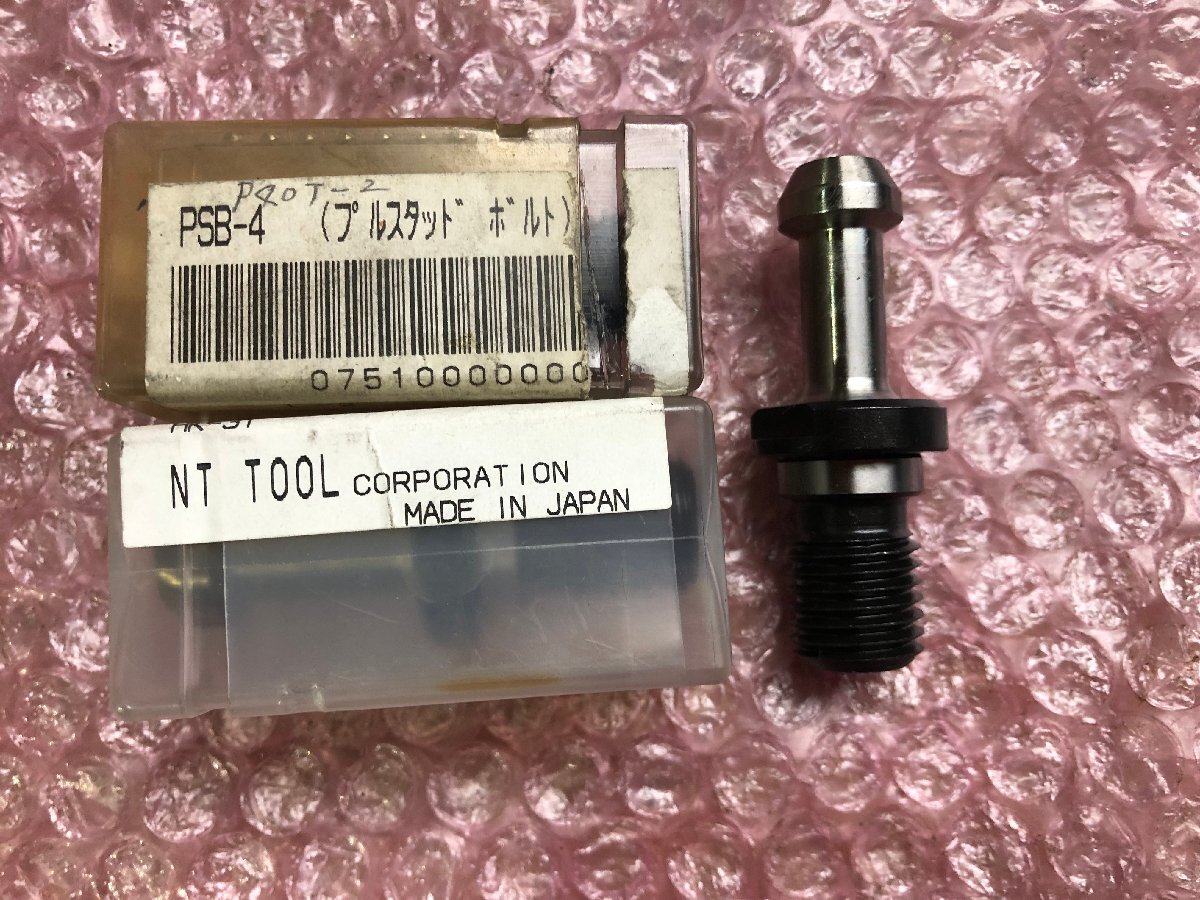 P40T-2
PSB-4 (プルスタッド ボルト)
07510000000
NT TOOL CORPORATION
MADE IN JAPAN